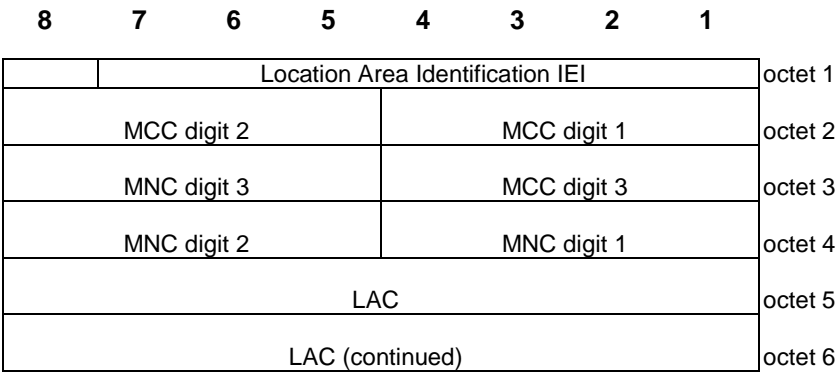 8 7 6 5 4 3 2 1
Location Area Identification IEI octet 1
MCC digit 2 MCC digit 1 octet 2
MNC digit 3 MCC digit 3 octet 3
MNC digit 2 MNC digit 1 octet 4
LAC octet 5
LAC (continued) octet 6